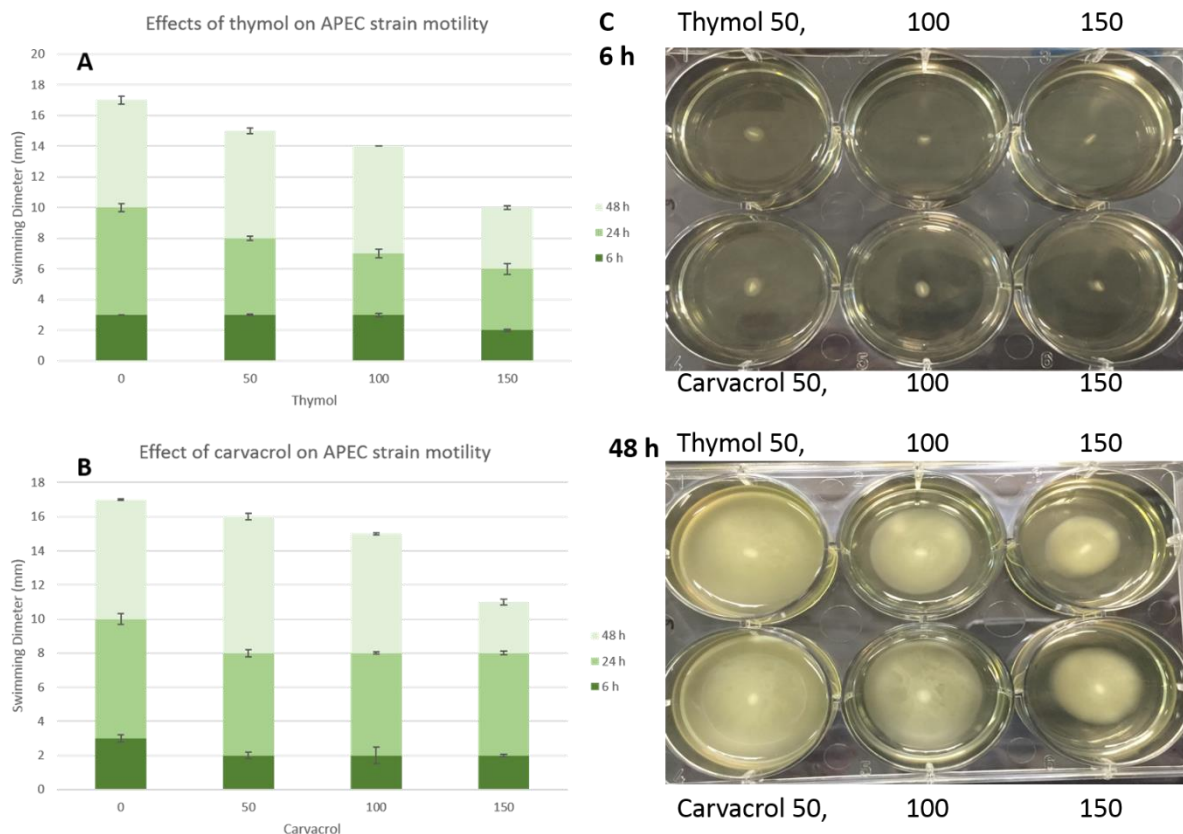 Effects of thymol on APEC strain motility
A
20
18
16
14
12
10
8
6
4
2
0
Swimming Dimeter (mm)
0 50 100 150
Thymol
48 h
24 h
6 h
Effect of carvacrol on APEC strain motility
B
18
16
14
12
10
8
6
4
2
0
Swimming Dimeter (mm)
0 50 100 150
Carvacrol
48 h
24 h
6 h
C
6 h
Thymol 50, 100 150
Carvacrol 50, 100 150
48 h
Thymol 50, 100 150
Carvacrol 50, 100 150